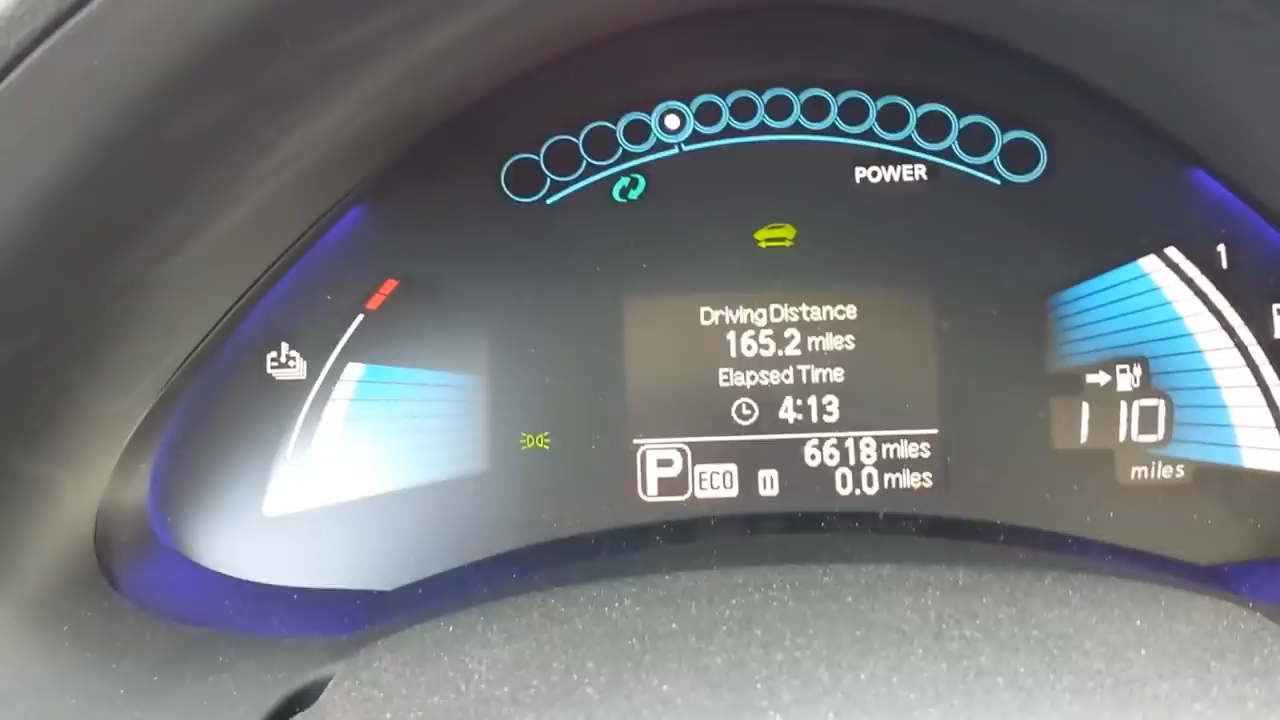 POWER
1
Driving Distance
165.2 miles
Elapsed Time
4:13
6618 miles
P ECO 0.0 miles
110
miles